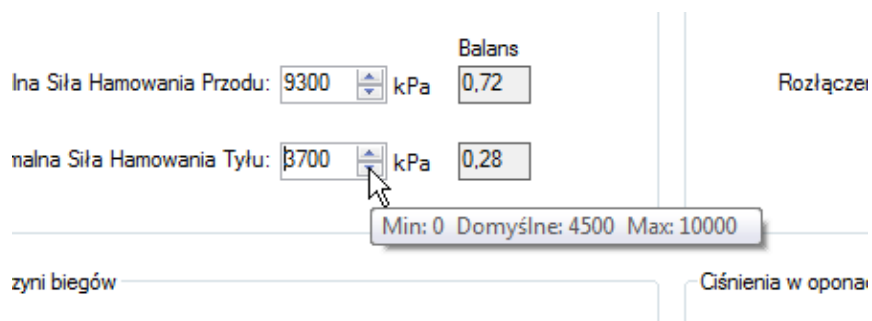 Balans
lna Siła Hamowania Przodu: 9300 kPa 0,72 Rozłączer
malna Siła Hamowania Tyłu: 3700 kPa 0,28
Min: 0 Domyślne: 4500 Max: 10000
zyni biegów Ciśnienia w opona